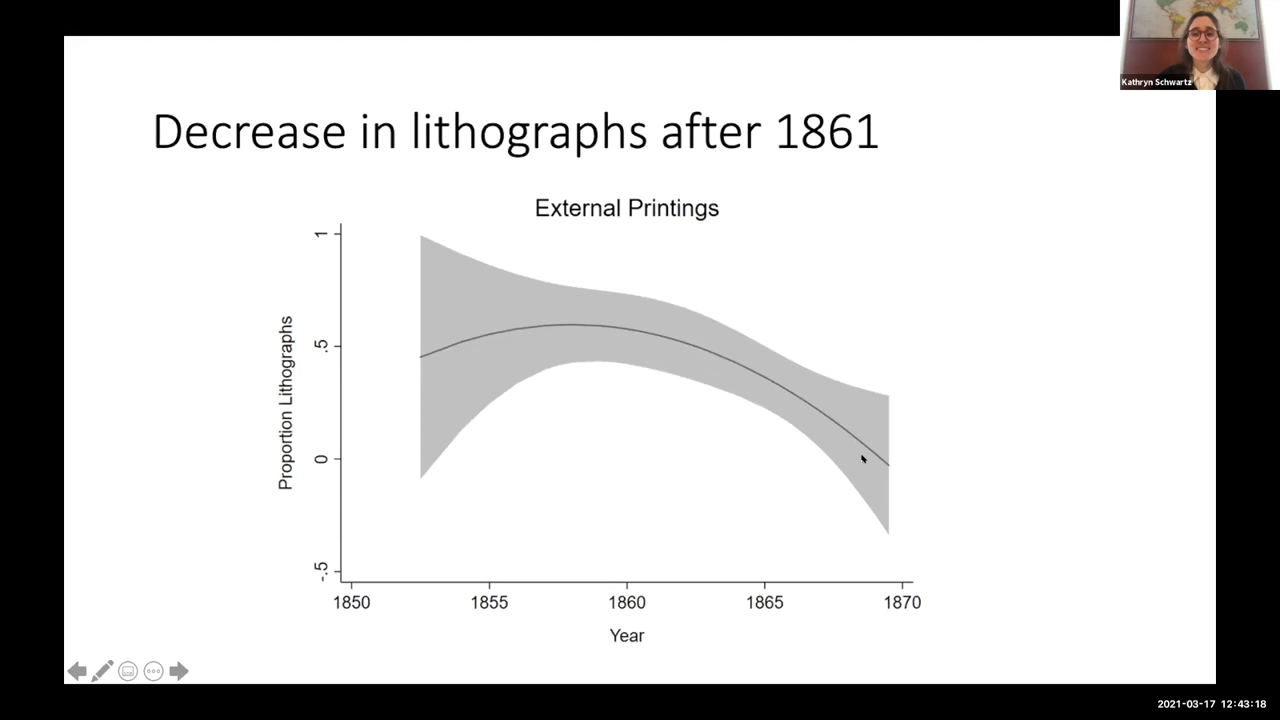 Kathryn Schwartz
Decrease in lithographs after 1861
External Printings
Proportion Lithographs
1
.5
0
-.5
1850 1855 1860 1865 1870
Year
2021-03-17 12:43:18